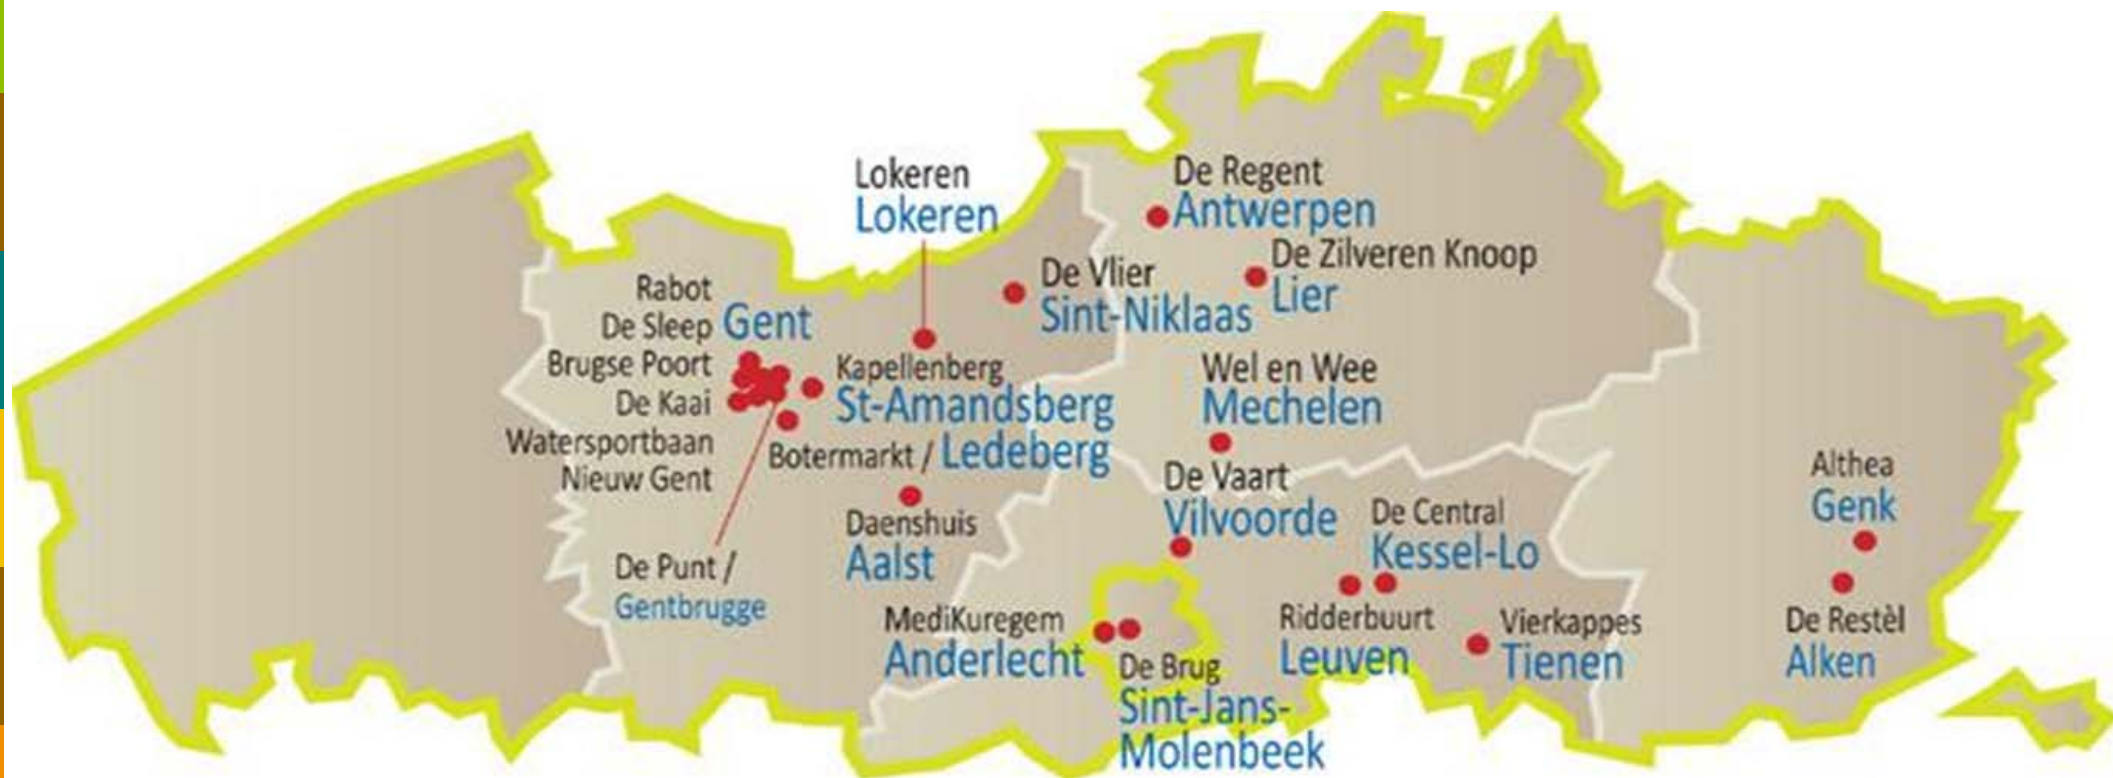 Lokeren
Lokeren
De Regent
Antwerpen
De Zilveren Knoop
Lier
De Vlier
Sint-Niklaas
Rabot
De Sleep
Gent
Brugse Poort
De Kaai
Watersportbaan
Nieuw Gent
Kapellenberg
St-Amandsberg
Botermarkt / Ledeberg
Wel en Wee
Mechelen
De Vaart
Vilvoorde
De Central
Kessel-Lo
Althea
Genk
Daenshuis
Aalst
De Punt /
Gentbrugge
MediKuregem
Anderlecht
De Brug
Sint-Jans-
Molenbeek
Ridderbuurt
Leuven
Vierkappes
Tienen
De Restèl
Alken